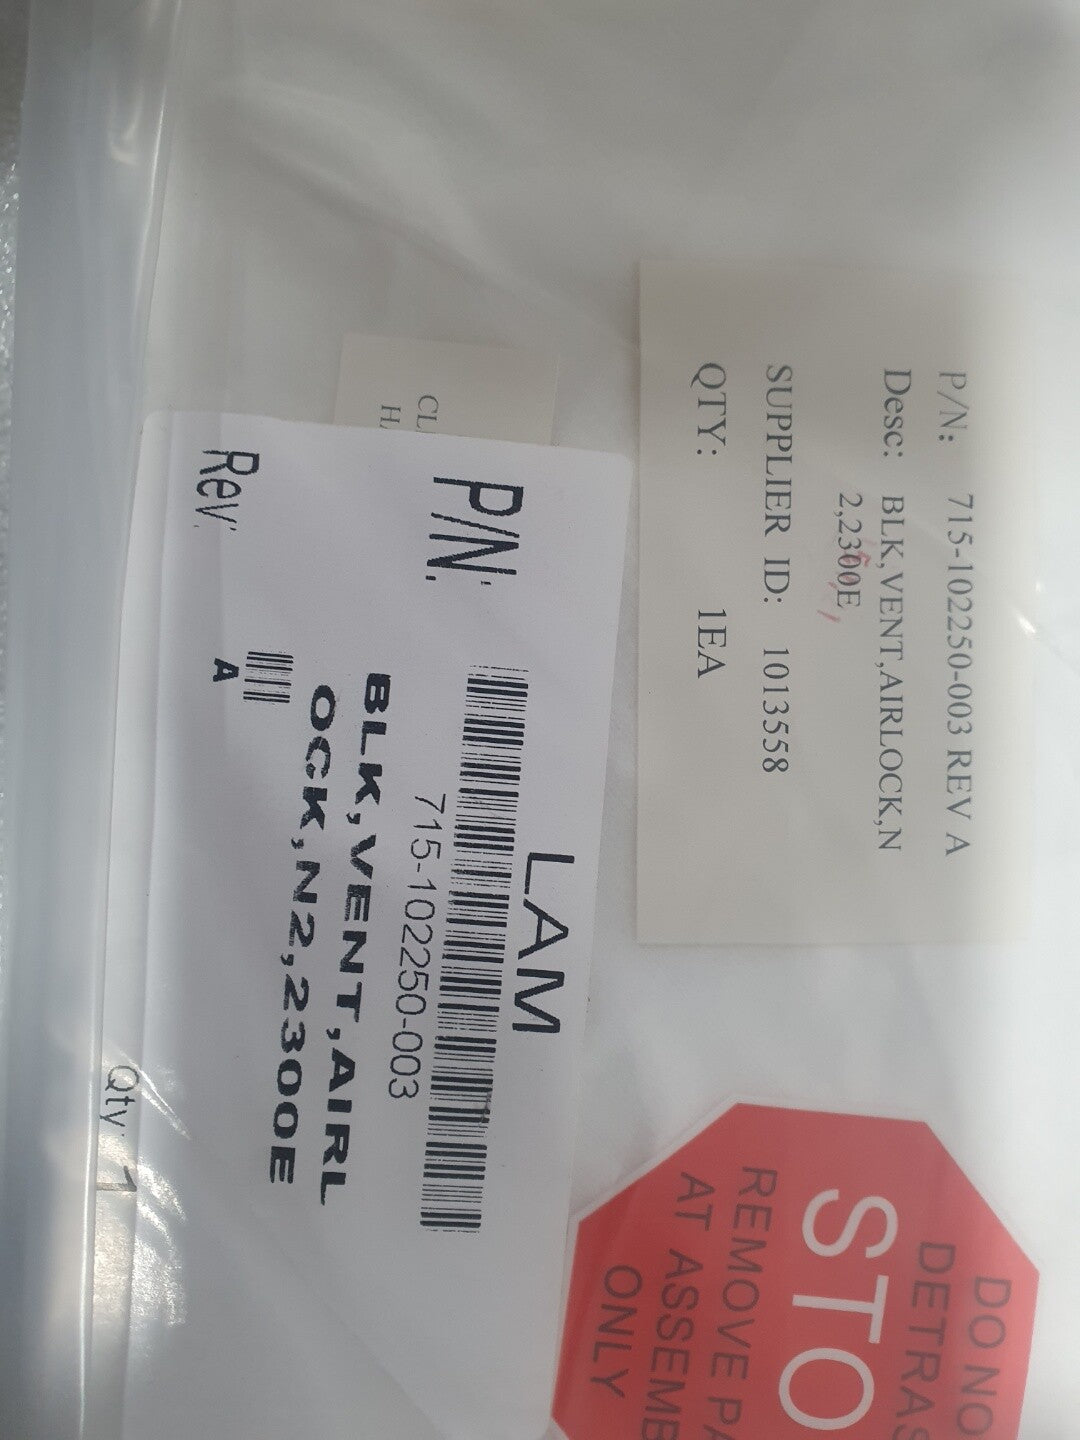 P/N: 715-102250-003 REV A
Desc: BLK,VENT,AIRLOCK,N
2,2300E
SUPPLIER ID: 1013558
QTY: 1EA
LAM
P/N:
715-102250-003
BLK,VENT,AIRL
OCK,N2,2300E
Rev:
A
Qty: 1
DO NO
DETRAS
STO
REMOVE PA
AT ASSEMB
ONLY